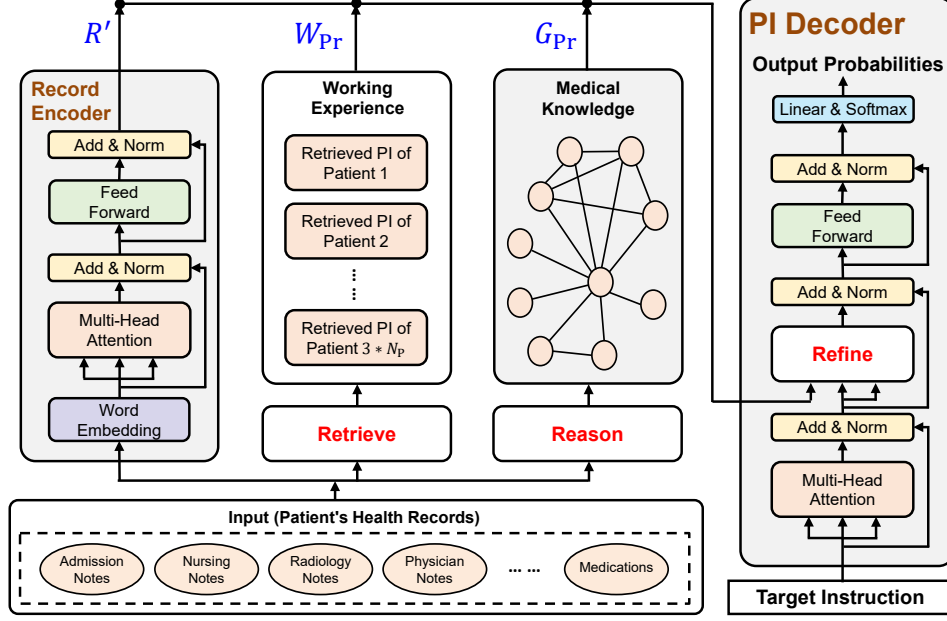 R′
W_Pr
G_Pr
Record
Encoder
Add & Norm
Feed
Forward
Add & Norm
Multi-Head
Attention
Word
Embedding
Working
Experience
Retrieved PI of
Patient 1
Retrieved PI of
Patient 2
... ...
Retrieved PI of
Patient 3 * N_P
Retrieve
Medical
Knowledge
Reason
Input (Patient's Health Records)
Admission
Notes
Nursing
Notes
Radiology
Notes
Physician
Notes
... ...
Medications
PI Decoder
Output Probabilities
Linear & Softmax
Add & Norm
Feed
Forward
Add & Norm
Refine
Add & Norm
Multi-Head
Attention
Target Instruction